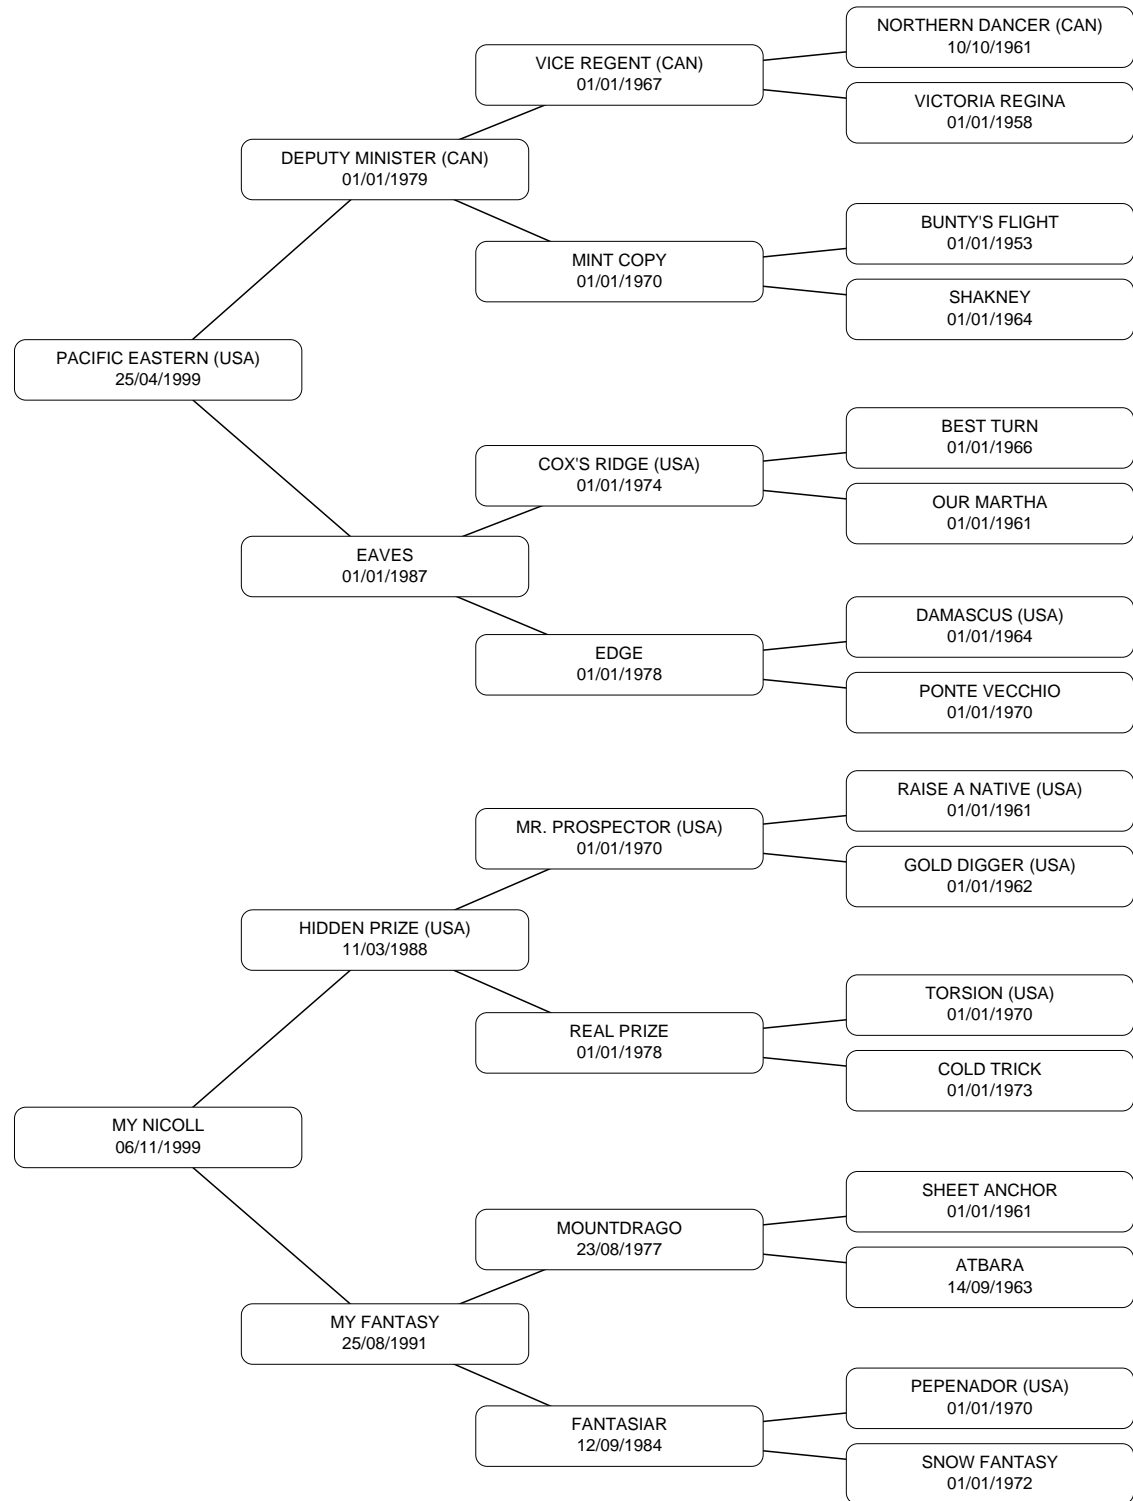 NORTHERN DANCER (CAN)
10/10/1961
VICE REGENT (CAN)
01/01/1967
VICTORIA REGINA
01/01/1958
DEPUTY MINISTER (CAN)
01/01/1979
BUNTY'S FLIGHT
01/01/1953
MINT COPY
01/01/1970
SHAKNEY
01/01/1964
PACIFIC EASTERN (USA)
25/04/1999
BEST TURN
01/01/1966
COX'S RIDGE (USA)
01/01/1974
OUR MARTHA
01/01/1961
EAVES
01/01/1987
DAMASCUS (USA)
01/01/1964
EDGE
01/01/1978
PONTE VECCHIO
01/01/1970
RAISE A NATIVE (USA)
01/01/1961
MR. PROSPECTOR (USA)
01/01/1970
GOLD DIGGER (USA)
01/01/1962
HIDDEN PRIZE (USA)
11/03/1988
TORSION (USA)
01/01/1970
REAL PRIZE
01/01/1978
COLD TRICK
01/01/1973
MY NICOLL
06/11/1999
SHEET ANCHOR
01/01/1961
MOUNTDRAGO
23/08/1977
ATBARA
14/09/1963
MY FANTASY
25/08/1991
PEPENADOR (USA)
01/01/1970
FANTASIAR
12/09/1984
SNOW FANTASY
01/01/1972